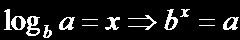 log_b a = x ⇒ b^x = a